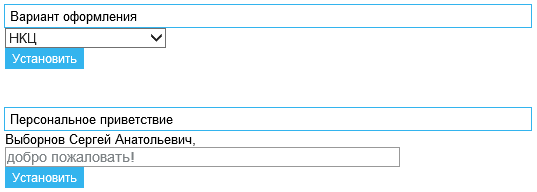 Вариант оформления
НКЦ
Установить
Персональное приветствие
Выборнов Сергей Анатольевич,
добро пожаловать!
Установить